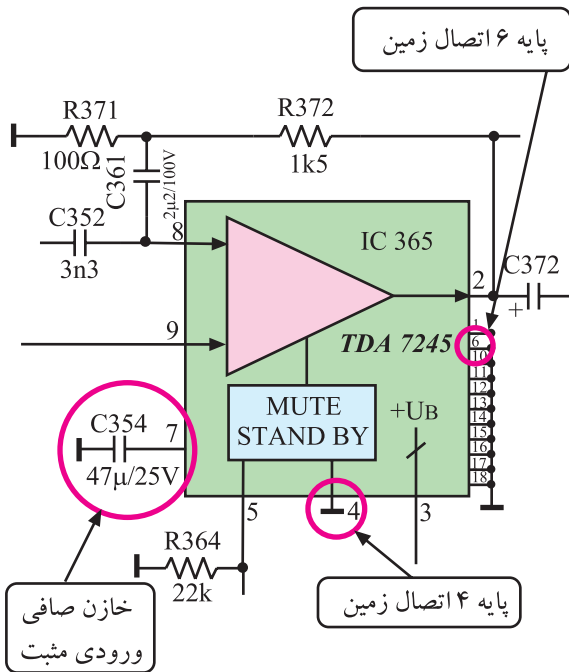 پایه ۶ اتصال زمین
R371
100Ω
R372
1k5
C361
2µ2/100V
C352
3n3
8
IC 365
2
C372
+
9
TDA 7245
1
6
10
11
12
13
14
15
16
17
18
MUTE
STAND BY
+UB
C354
47µ/25V
7
5
4
3
R364
22k
خازن صافی
ورودی مثبت
پایه ۴ اتصال زمین